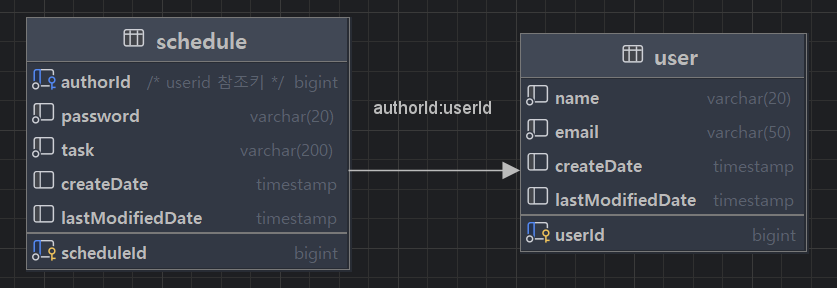 schedule
authorId /* userid 참조키 */ bigint
password varchar(20)
task varchar(200)
createDate timestamp
lastModifiedDate timestamp
scheduleId bigint
authorId:userId
user
name varchar(20)
email varchar(50)
createDate timestamp
lastModifiedDate timestamp
userId bigint